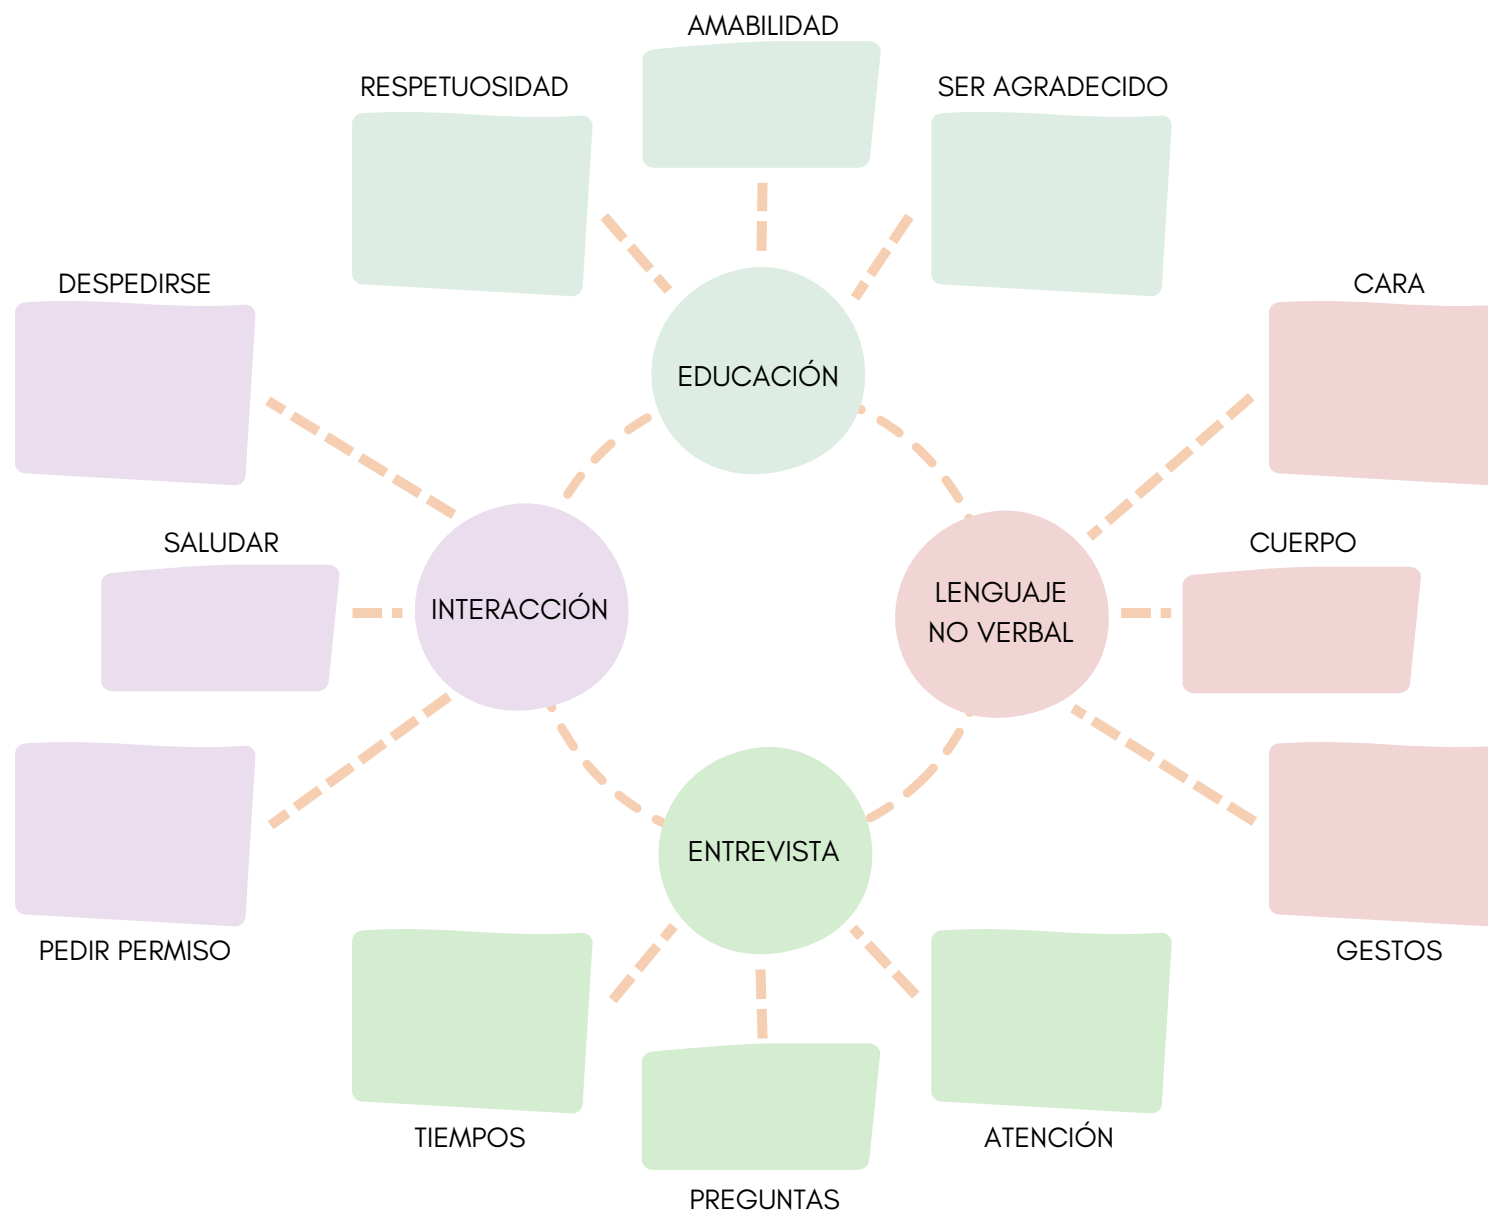 AMABILIDAD
RESPETUOSIDAD
SER AGRADECIDO
DESPEDIRSE
CARA
EDUCACIÓN
SALUDAR
CUERPO
INTERACCIÓN
LENGUAJE
NO VERBAL
ENTREVISTA
PEDIR PERMISO
GESTOS
TIEMPOS
ATENCIÓN
PREGUNTAS